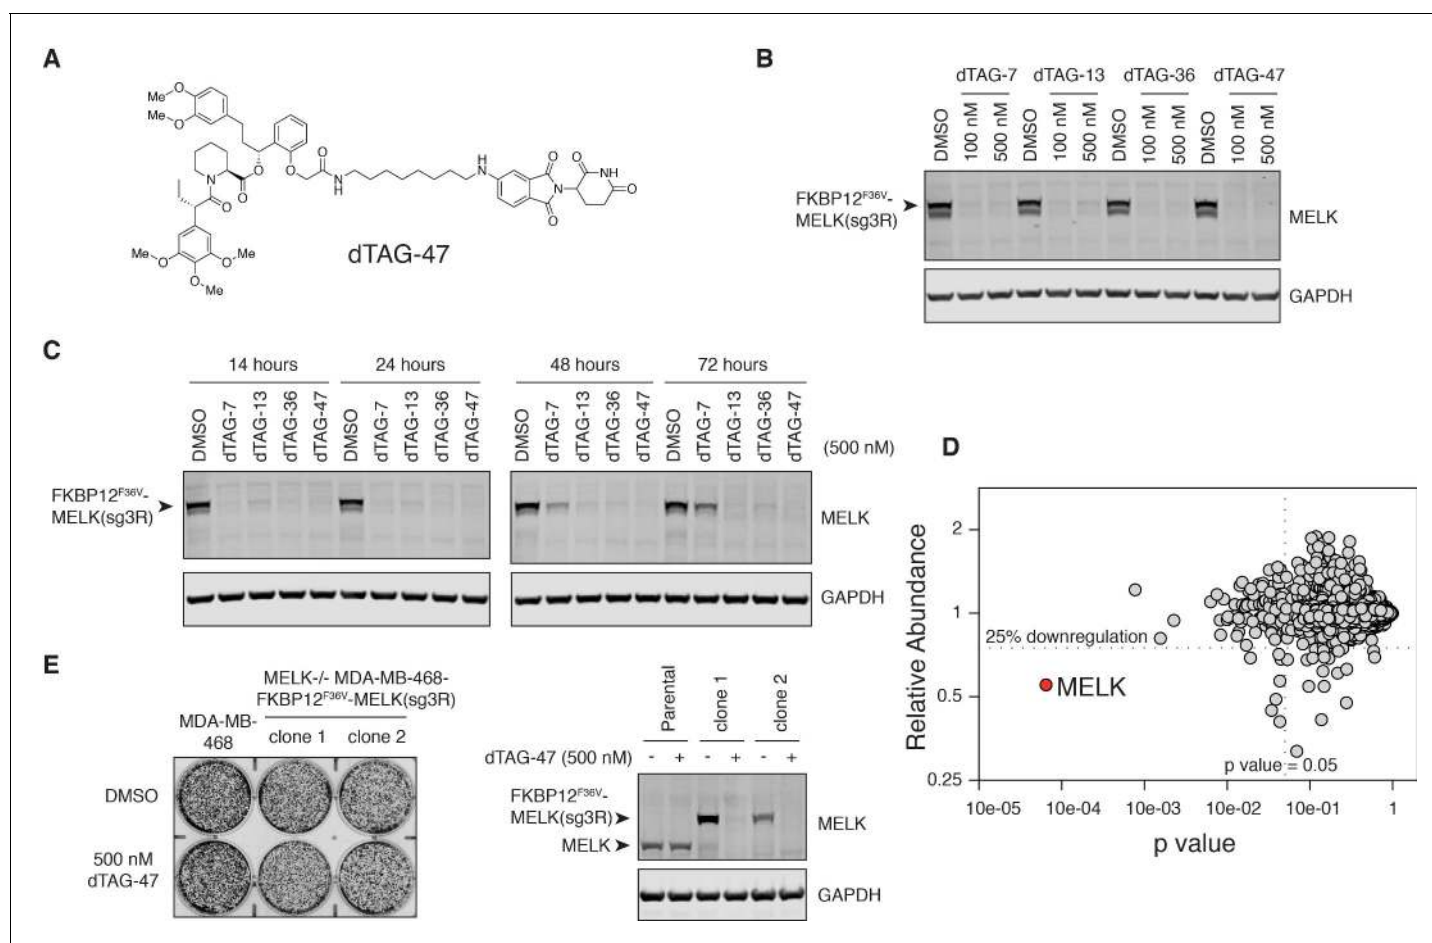 A
Me
O
Me
O
O
O
O
N
H
H
N
O
N
O
O
NH
O
N
O
O
Me
O
O
Me
O
Me
dTAG-47
B
dTAG-7 dTAG-13 dTAG-36 dTAG-47
DMSO 100 nM 500 nM DMSO 100 nM 500 nM DMSO 100 nM 500 nM DMSO 100 nM 500 nM
FKBP12F36V-
MELK(sg3R)
MELK
GAPDH
C
14 hours 24 hours 48 hours 72 hours
DMSO dTAG-7 dTAG-13 dTAG-36 dTAG-47 DMSO dTAG-7 dTAG-13 dTAG-36 dTAG-47 DMSO dTAG-7 dTAG-13 dTAG-36 dTAG-47 DMSO dTAG-7 dTAG-13 dTAG-36 dTAG-47
(500 nM)
FKBP12F36V-
MELK(sg3R)
MELK
GAPDH
D
Relative Abundance
2
1
0.5
0.25
25% downregulation
MELK
p value = 0.05
10e-05 10e-04 10e-03 10e-02 10e-01 1
p value
E
MELK-/- MDA-MB-468-
FKBP12F36V-MELK(sg3R)
MDA-MB-
468
clone 1 clone 2
DMSO
500 nM
dTAG-47
Parental clone 1 clone 2
dTAG-47 (500 nM) - + - + - +
FKBP12F36V-
MELK(sg3R)
MELK
MELK
GAPDH